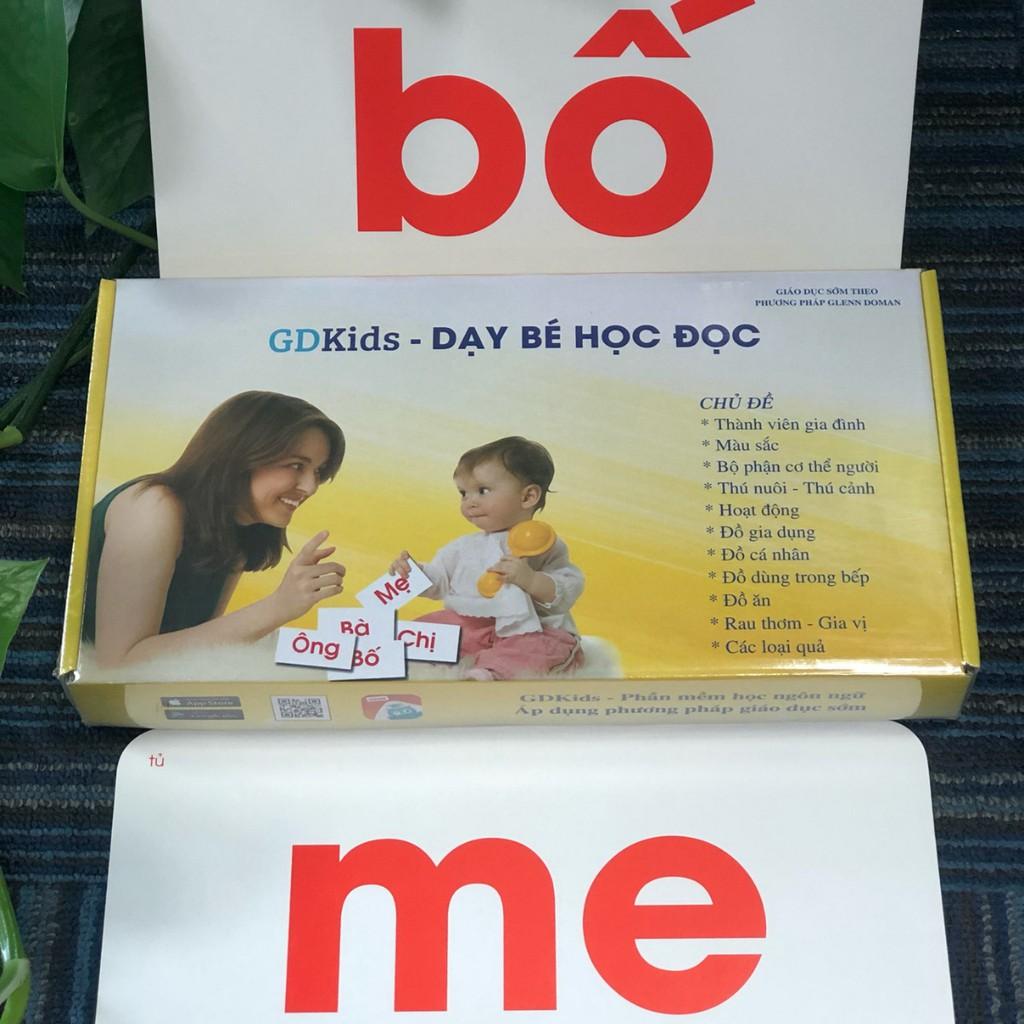 bố
GIÁO DỤC SỚM THEO
PHƯƠNG PHÁP GLENN DOMAN
GDKids - DẠY BÉ HỌC ĐỌC
CHỦ ĐỀ
* Thành viên gia đình
* Màu sắc
* Bộ phận cơ thể người
* Thú nuôi - Thú cảnh
* Hoạt động
* Đồ gia dụng
* Đồ cá nhân
* Đồ dùng trong bếp
* Đồ ăn
* Rau thơm - Gia vị
* Các loại quả
Mẹ
Bà
Ông
Bố
Chị
App Store
GDKids - Phần mềm học ngôn ngữ
Áp dụng phương pháp giáo dục sớm
tủ
me